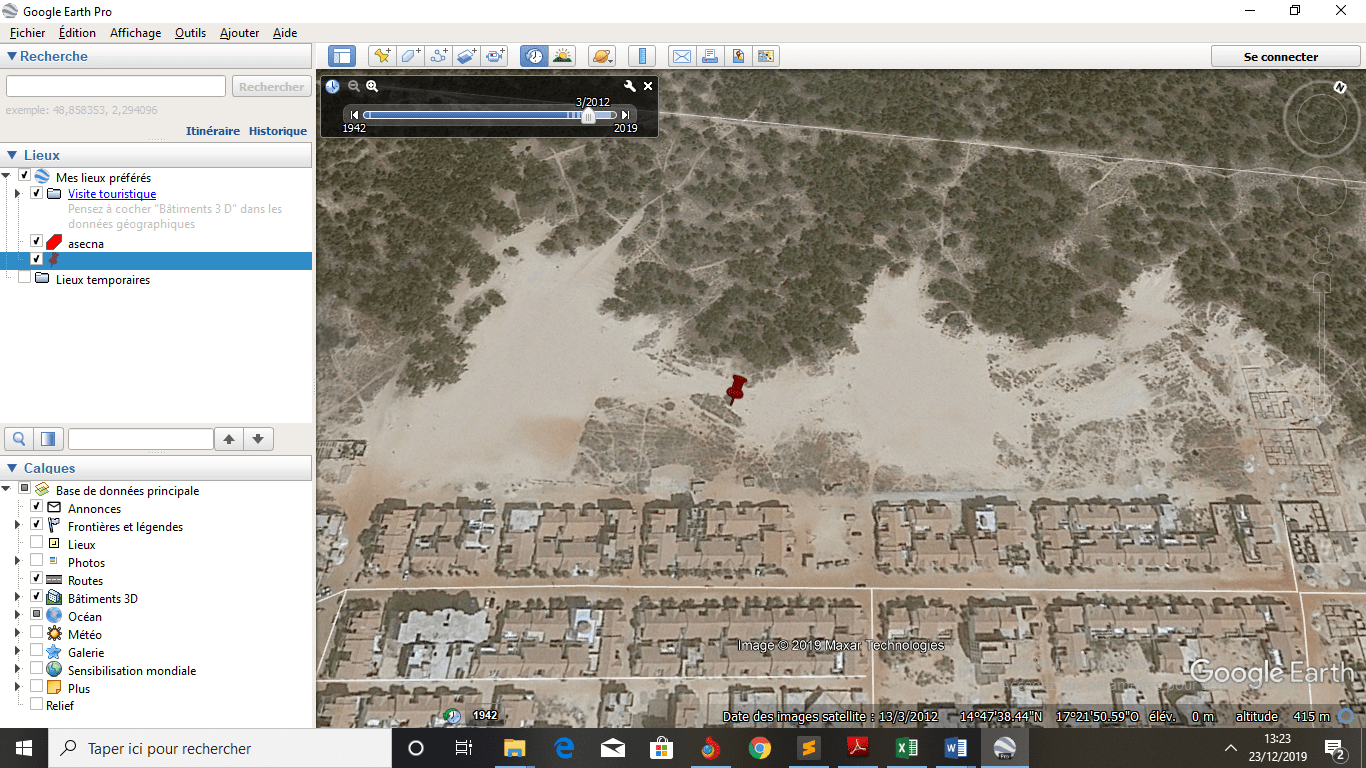 Google Earth Pro
Fichier Édition Affichage Outils Ajouter Aide
Recherche
Se connecter
Rechercher
exemple: 48,858353, 2,294096
Itinéraire Historique
3/2012
1942 2019
N
Lieux
Mes lieux préférés
Visite touristique
Pensez à cocher "Bâtiments 3 D" dans les
données géographiques
asecna
Lieux temporaires
Calques
Base de données principale
Annonces
Frontières et légendes
Lieux
Photos
Routes
Bâtiments 3D
Océan
Météo
Galerie
Sensibilisation mondiale
Plus
Relief
Image © 2019 Maxar Technologies
Google Earth
1942
Date des images satellite : 13/3/2012 14°47'38.44"N 17°21'50.59"O élév. 0 m altitude 415 m
Taper ici pour rechercher
Pro
13:23
23/12/2019
2